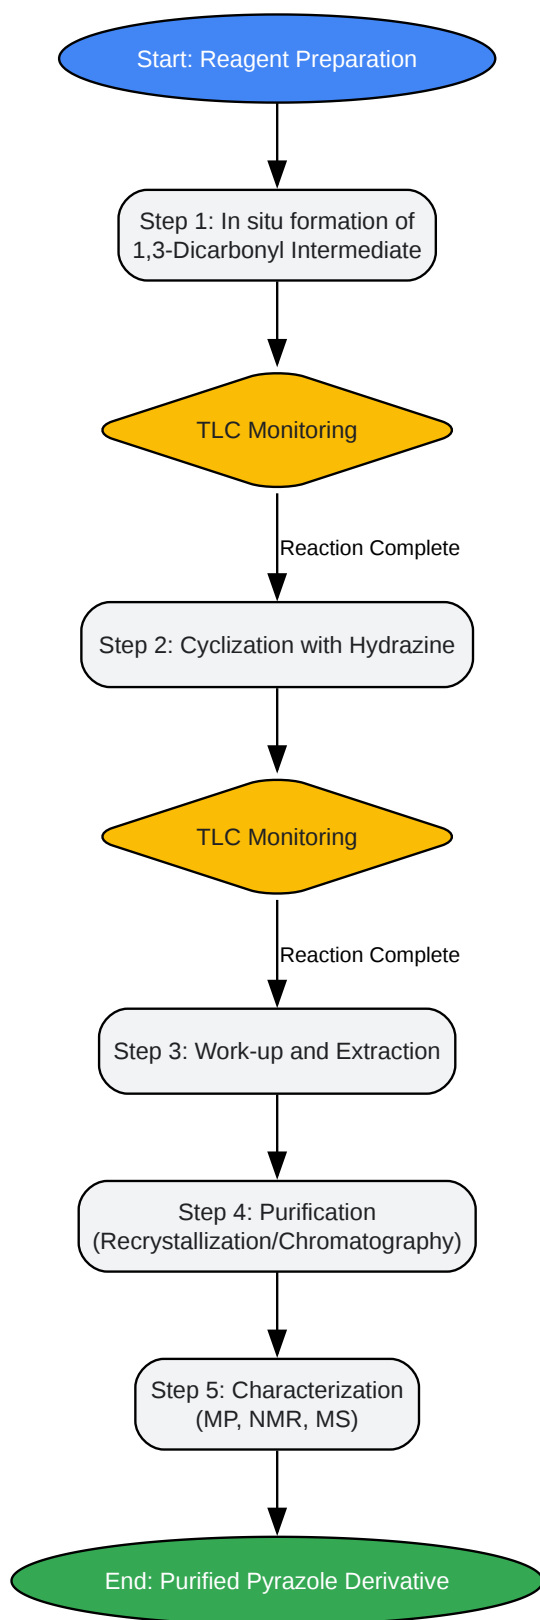 Start: Reagent Preparation
Step 1: In situ formation of
1,3-Dicarbonyl Intermediate
TLC Monitoring
Reaction Complete
Step 2: Cyclization with Hydrazine
TLC Monitoring
Reaction Complete
Step 3: Work-up and Extraction
Step 4: Purification
(Recrystallization/Chromatography)
Step 5: Characterization
(MP, NMR, MS)
End: Purified Pyrazole Derivative